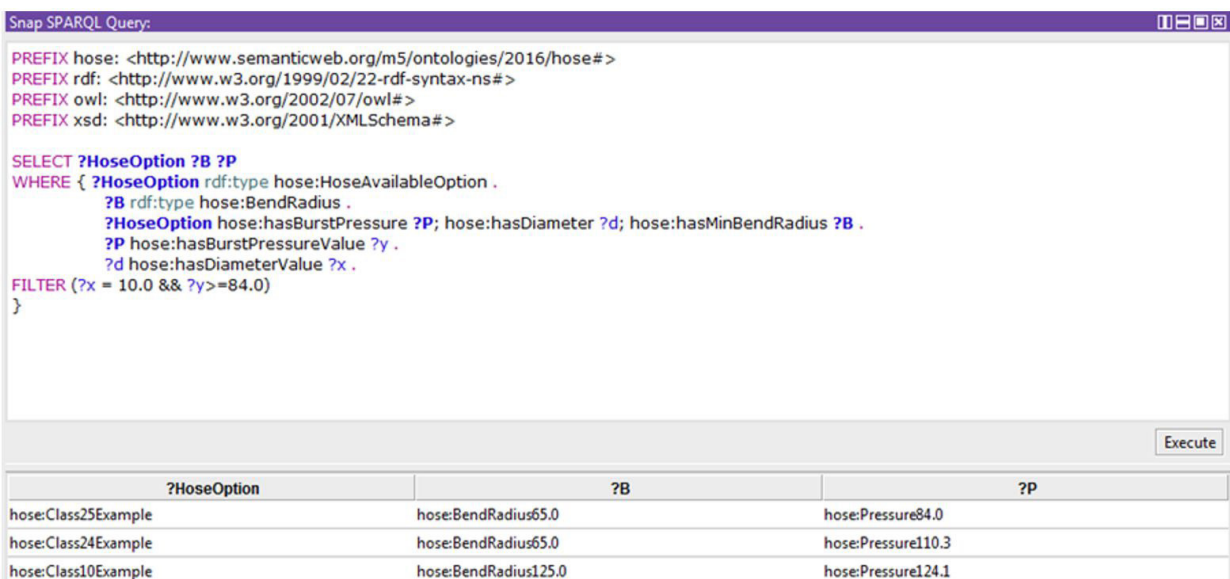 Snap SPARQL Query:
PREFIX hose: <http://www.semanticweb.org/m5/ontologies/2016/hose#>
PREFIX rdf: <http://www.w3.org/1999/02/22-rdf-syntax-ns#>
PREFIX owl: <http://www.w3.org/2002/07/owl#>
PREFIX xsd: <http://www.w3.org/2001/XMLSchema#>
SELECT ?HoseOption ?B ?P
WHERE { ?HoseOption rdf:type hose:HoseAvailableOption .
?B rdf:type hose:BendRadius .
?HoseOption hose:hasBurstPressure ?P; hose:hasDiameter ?d; hose:hasMinBendRadius ?B .
?P hose:hasBurstPressureValue ?y .
?d hose:hasDiameterValue ?x .
FILTER (?x = 10.0 && ?y>=84.0)
}
Execute
?HoseOption ?B ?P
hose:Class25Example hose:BendRadius65.0 hose:Pressure84.0
hose:Class24Example hose:BendRadius65.0 hose:Pressure110.3
hose:Class10Example hose:BendRadius125.0 hose:Pressure124.1